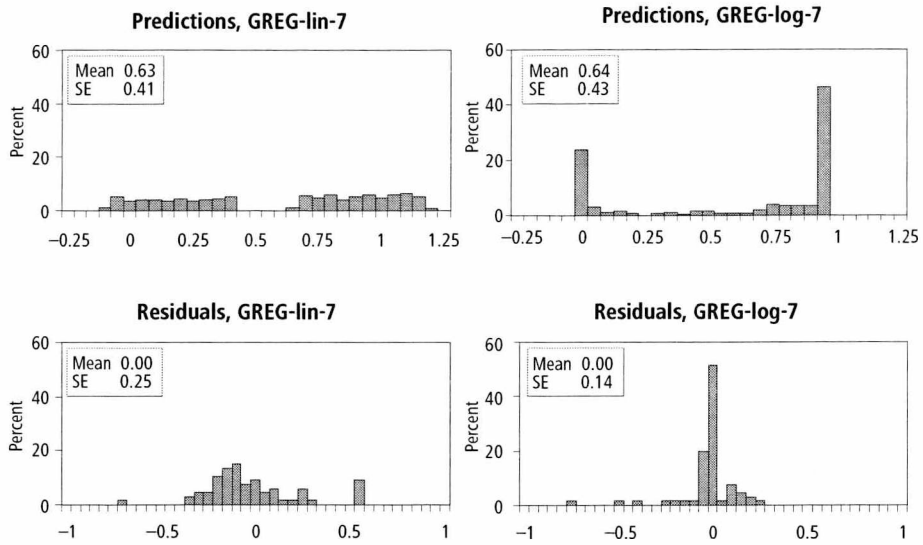 Predictions, GREG-lin-7
60
40
20
0
Percent
Mean 0.63
SE 0.41
−0.25 0 0.25 0.5 0.75 1 1.25
Predictions, GREG-log-7
60
40
20
0
Percent
Mean 0.64
SE 0.43
−0.25 0 0.25 0.5 0.75 1 1.25
Residuals, GREG-lin-7
60
40
20
0
Percent
Mean 0.00
SE 0.25
−1 −0.5 0 0.5 1
Residuals, GREG-log-7
60
40
20
0
Percent
Mean 0.00
SE 0.14
−1 −0.5 0 0.5 1